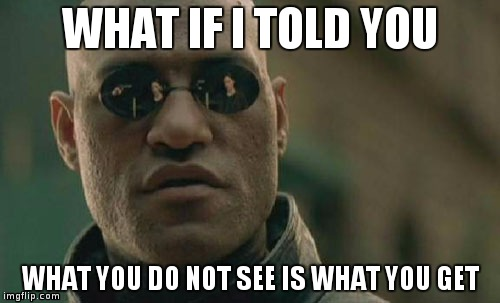 WHAT IF I TOLD YOU
WHAT YOU DO NOT SEE IS WHAT YOU GET
imgflip.com